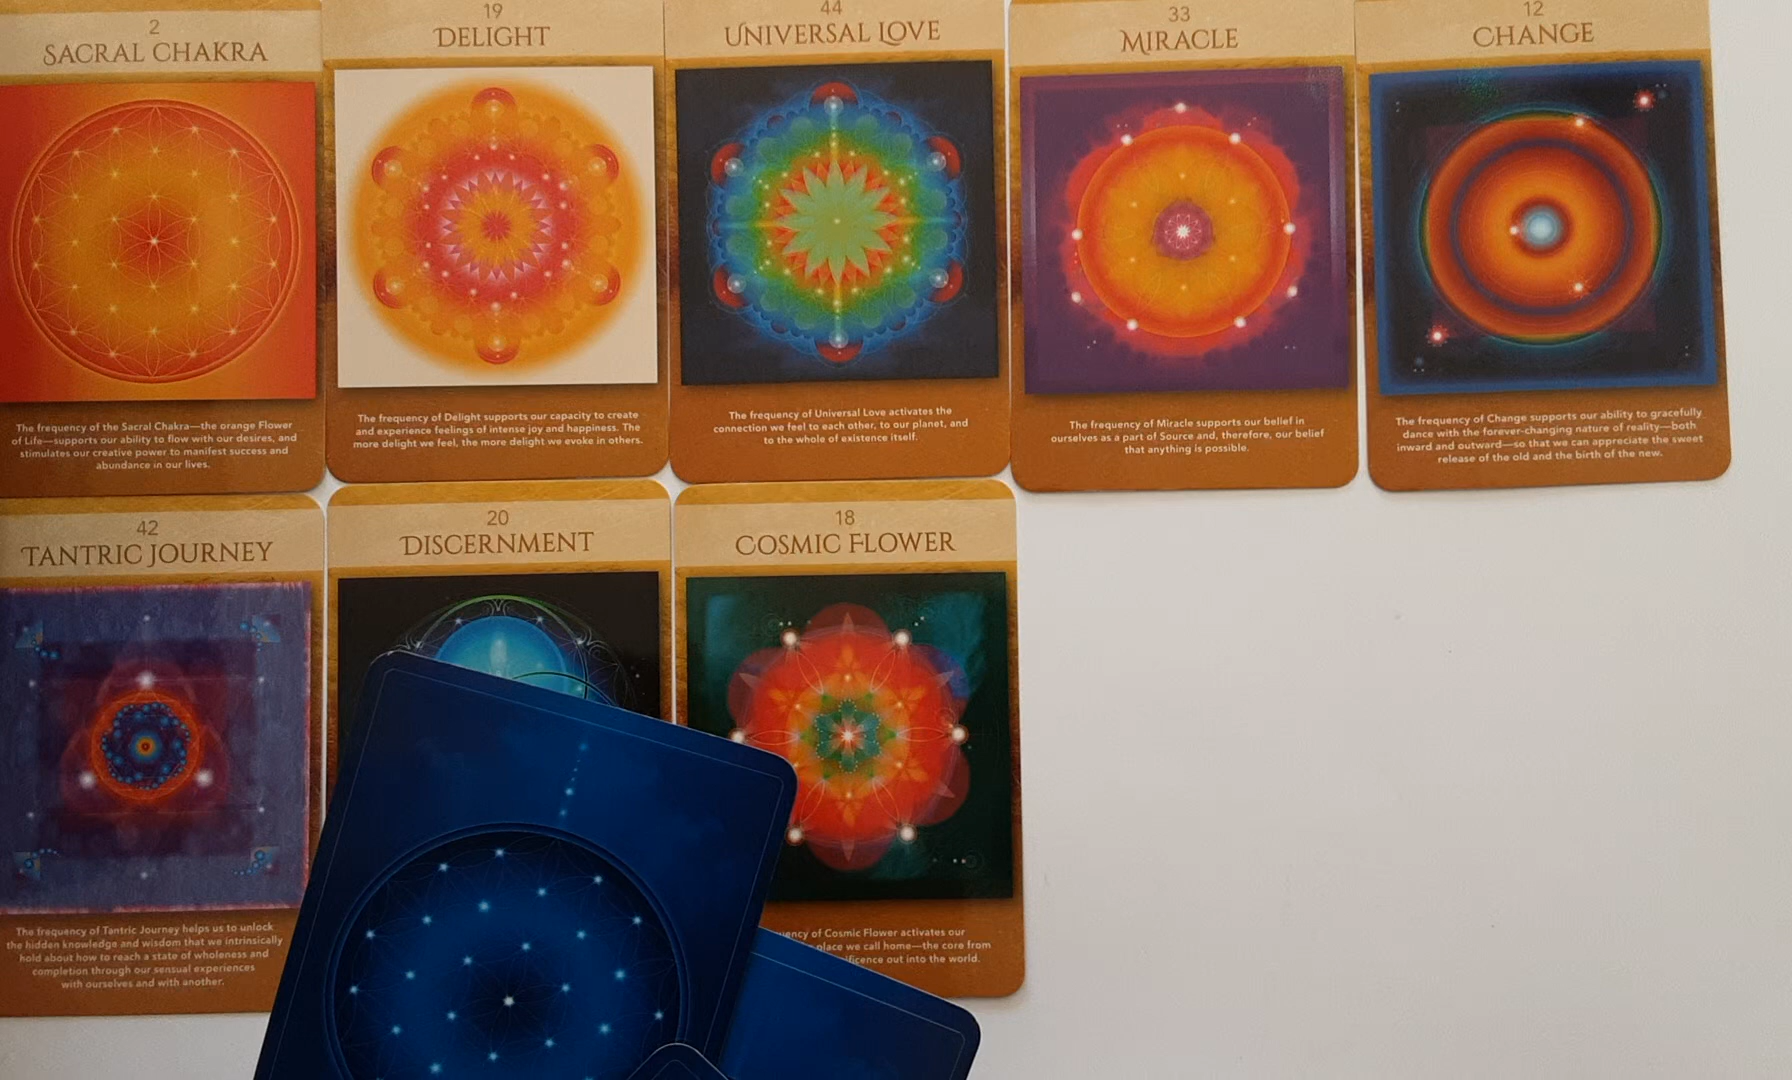 2
SACRAL CHAKRA
The frequency of the Sacral Chakra—the orange Flower
of Life—supports our ability to flow with our desires, and
stimulates our creative power to manifest success and
abundance in our lives.
19
DELIGHT
The frequency of Delight supports our capacity to create
and experience feelings of intense joy and happiness. The
more delight we feel, the more delight we evoke in others.
44
UNIVERSAL LOVE
The frequency of Universal Love activates the
connection we feel to each other, to our planet, and
to the whole of existence itself.
33
MIRACLE
The frequency of Miracle supports our belief in
ourselves as a part of Source and, therefore, our belief
that anything is possible.
12
CHANGE
The frequency of Change supports our ability to gracefully
dance with the forever-changing nature of reality—both
inward and outward—so that we can appreciate the sweet
release of the old and the birth of the new.
42
TANTRIC JOURNEY
The frequency of Tantric Journey helps us to unlock
the hidden knowledge and wisdom that we intrinsically
hold about how to reach a state of wholeness and
completion through our sensual experiences
with ourselves and with another.
20
DISCERNMENT
18
COSMIC FLOWER
of Cosmic Flower activates our
place we call home—the core from
out into the world.